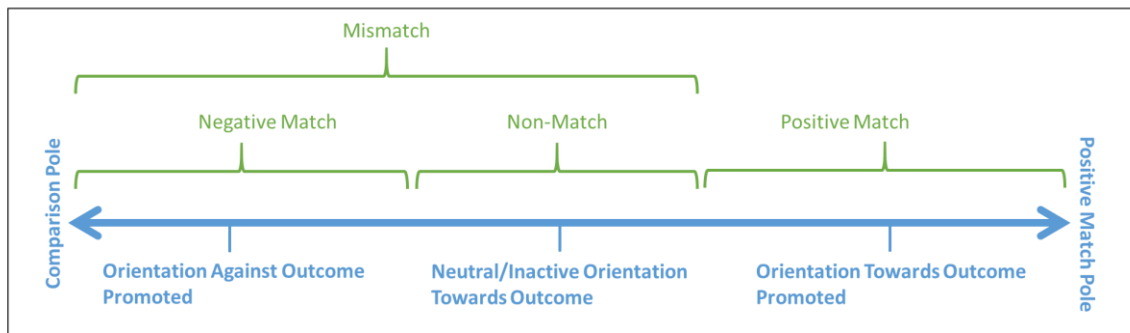 Mismatch
Negative Match
Non-Match
Positive Match
Comparison Pole
Positive Match Pole
Orientation Against Outcome
Promoted
Neutral/Inactive Orientation
Towards Outcome
Orientation Towards Outcome
Promoted